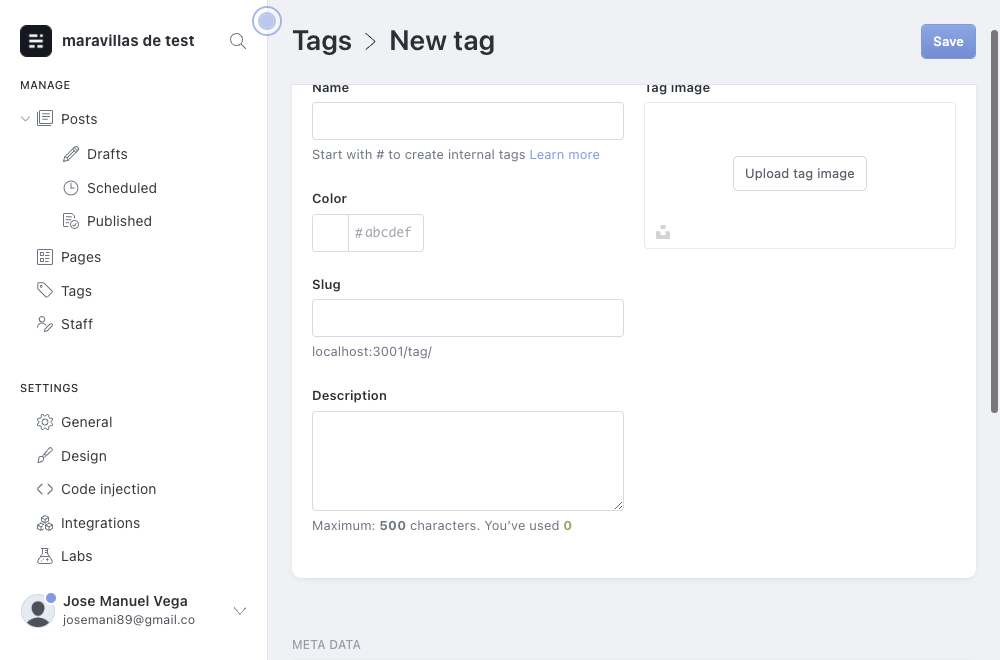 maravillas de test
MANAGE
Posts
Drafts
Scheduled
Published
Pages
Tags
Staff
SETTINGS
General
Design
Code injection
Integrations
Labs
Jose Manuel Vega
josemani89@gmail.co
Tags > New tag
Save
Name
Start with # to create internal tags Learn more
Color
#abcdef
Slug
localhost:3001/tag/
Description
Maximum: 500 characters. You’ve used 0
Tag image
Upload tag image
META DATA